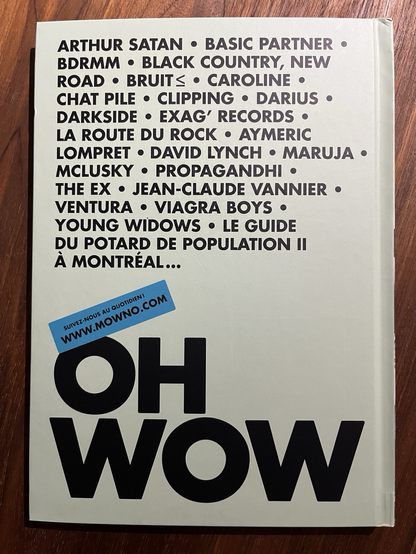 ARTHUR SATAN • BASIC PARTNER •
BDRMM • BLACK COUNTRY, NEW
ROAD • BRUIT≤ • CAROLINE •
CHAT PILE • CLIPPING • DARIUS •
DARKSIDE • EXAG' RECORDS •
LA ROUTE DU ROCK • AYMERIC
LOMPRET • DAVID LYNCH • MARUJA •
MCLUSKY • PROPAGANDHI •
THE EX • JEAN-CLAUDE VANNIER •
VENTURA • VIAGRA BOYS •
YOUNG WIDOWS • LE GUIDE
DU POTARD DE POPULATION II
À MONTRÉAL...
SUIVEZ-NOUS AU QUOTIDIEN!
WWW.MOWNO.COM
OH
WOW